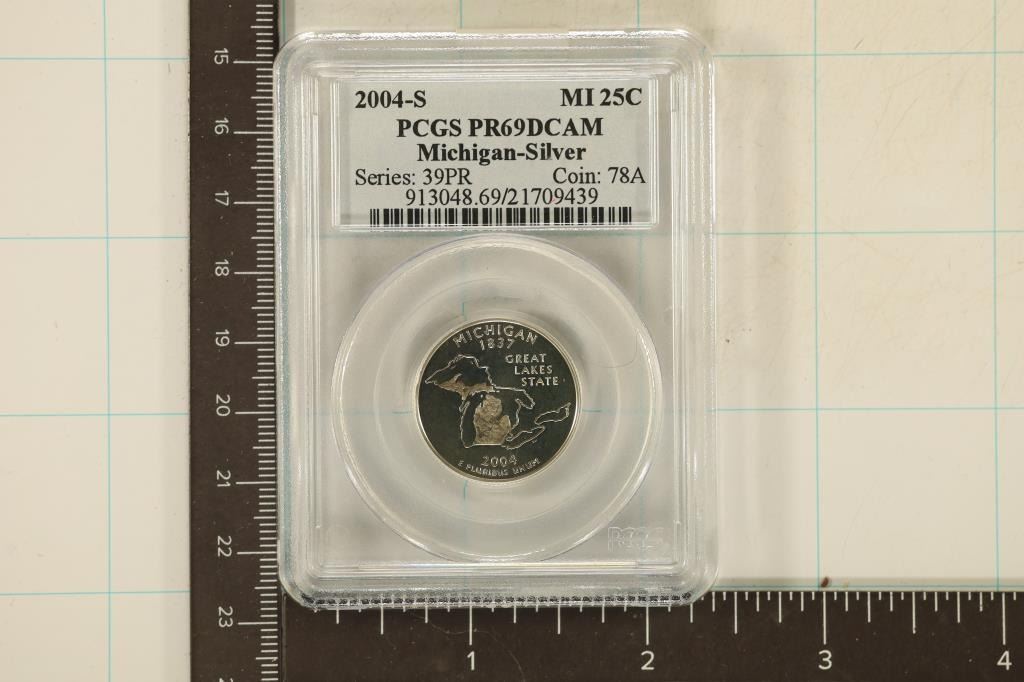 2004-S MI 25C
PCGS PR69DCAM
Michigan-Silver
Series: 39PR Coin: 78A
913048.69/21709439
MICHIGAN
1837
GREAT
LAKES
STATE
2004
E PLURIBUS UNUM
PCGS
15
16
17
18
19
20
21
22
23
1 2 3 4